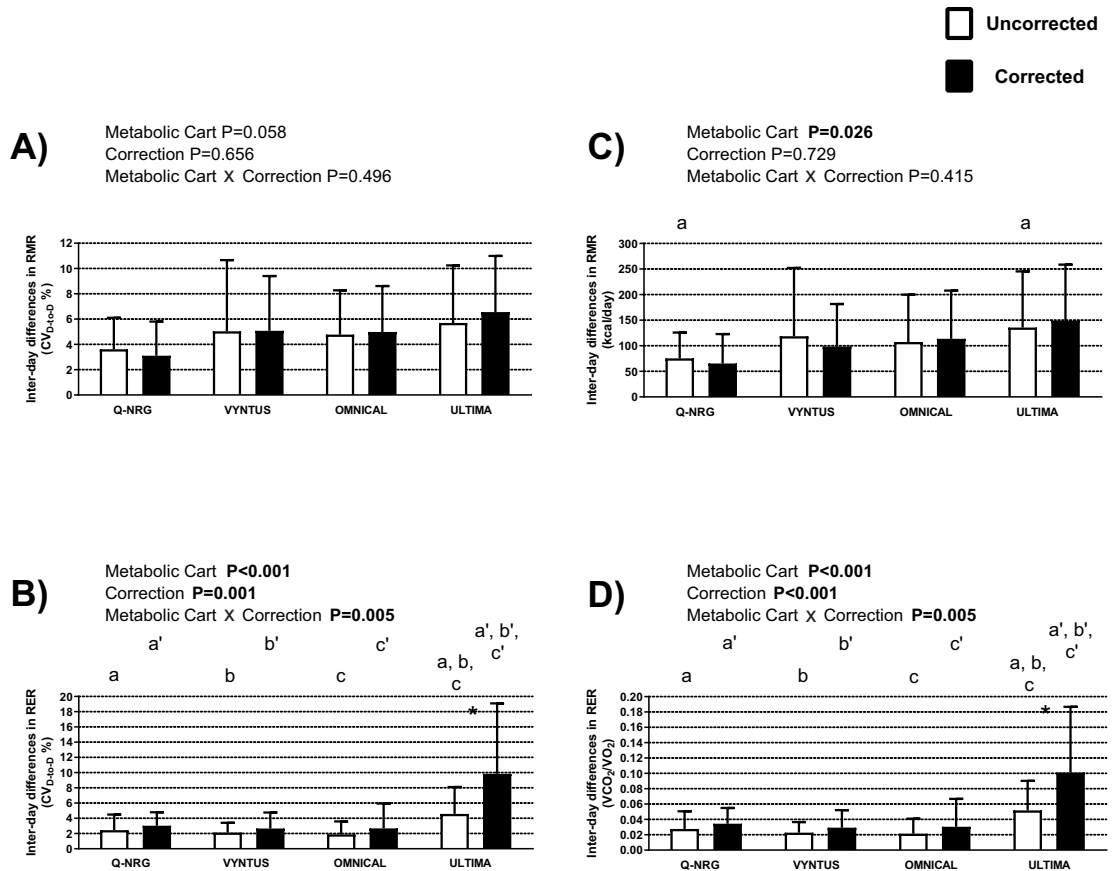 Uncorrected
Corrected
A)
Metabolic Cart P=0.058
Correction P=0.656
Metabolic Cart X Correction P=0.496
Inter-day differences in RMR
(CVD-to-D %)
12
10
8
6
4
2
0
Q-NRG VYNTUS OMNICAL ULTIMA
C)
Metabolic Cart P=0.026
Correction P=0.729
Metabolic Cart X Correction P=0.415
a a
Inter-day differences in RMR
(kcal/day)
300
250
200
150
100
50
0
Q-NRG VYNTUS OMNICAL ULTIMA
B)
Metabolic Cart P<0.001
Correction P=0.001
Metabolic Cart X Correction P=0.005
a' b' c' a', b',
c'
a b c a, b,
c
*
Inter-day differences in RER
(CVD-to-D %)
20
18
16
14
12
10
8
6
4
2
0
Q-NRG VYNTUS OMNICAL ULTIMA
D)
Metabolic Cart P<0.001
Correction P<0.001
Metabolic Cart X Correction P=0.005
a' b' c' a', b',
c'
a b c a, b,
c
*
Inter-day differences in RER
(VCO2/VO2)
0.20
0.18
0.16
0.14
0.12
0.10
0.08
0.06
0.04
0.02
0.00
Q-NRG VYNTUS OMNICAL ULTIMA